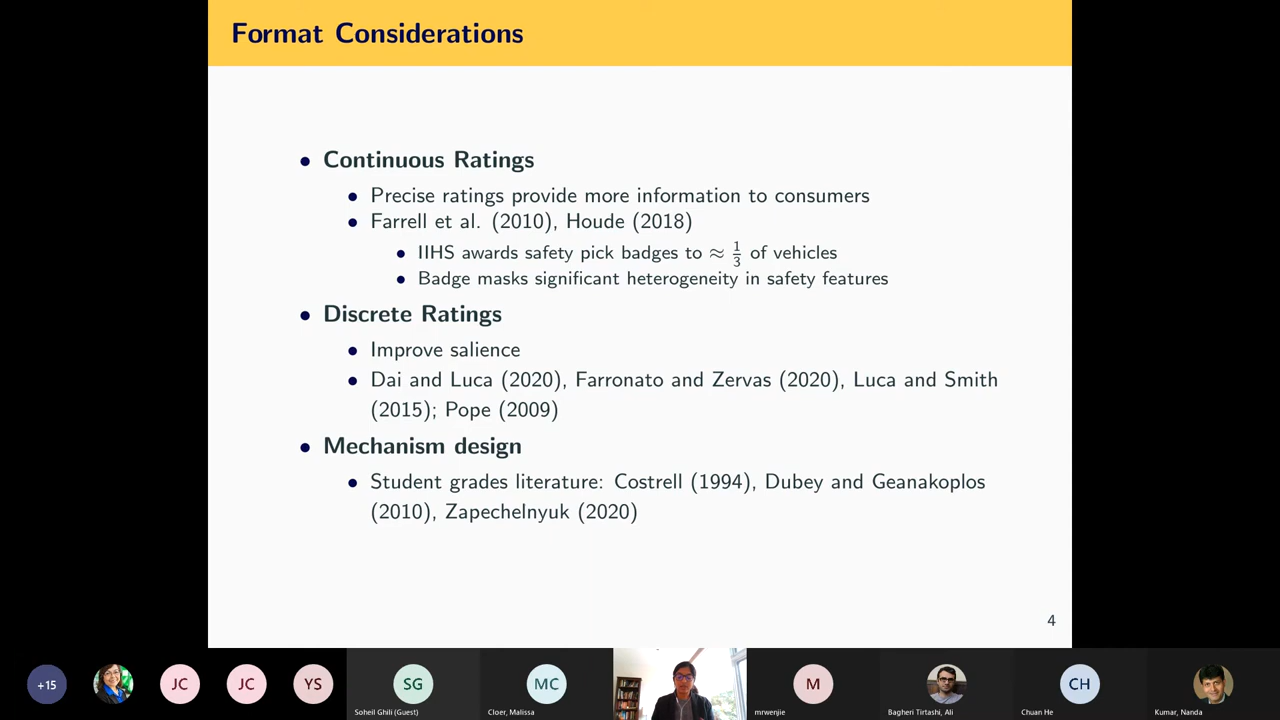 Format Considerations
• Continuous Ratings
• Precise ratings provide more information to consumers
• Farrell et al. (2010), Houde (2018)
• IIHS awards safety pick badges to ≈ 1/3 of vehicles
• Badge masks significant heterogeneity in safety features
• Discrete Ratings
• Improve salience
• Dai and Luca (2020), Farronato and Zervas (2020), Luca and Smith
(2015); Pope (2009)
• Mechanism design
• Student grades literature: Costrell (1994), Dubey and Geanakoplos
(2010), Zapechelnyuk (2020)
4
+15
JC
JC
YS
SG
MC
M
CH
Soheil Ghili (Guest)
Cloer, Malissa
mrwenjie
Bagheri Tirtashi, Ali
Chuan He
Kumar, Nanda